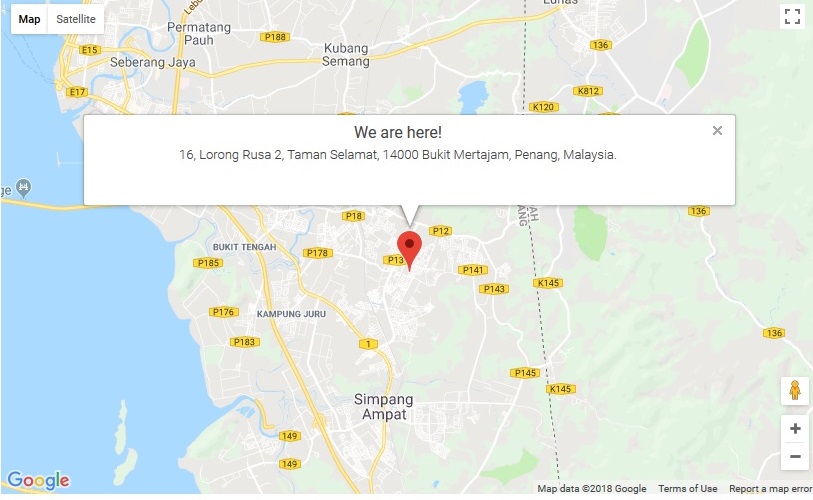 Map Satellite
Lebu
Lunas
Permatang
Pauh
P188
136
E15
Kubang
Semang
Seberang Jaya
E17
K812
K120
We are here!
16, Lorong Rusa 2, Taman Selamat, 14000 Bukit Mertajam, Penang, Malaysia.
ge
P18
136
P12
BUKIT TENGAH
P178
P13
P185
P141
K145
P143
P176
KAMPUNG JURU
136
P183
1
P145
K145
Simpang
Ampat
149
149
Google
Map data ©2018 Google Terms of Use Report a map error